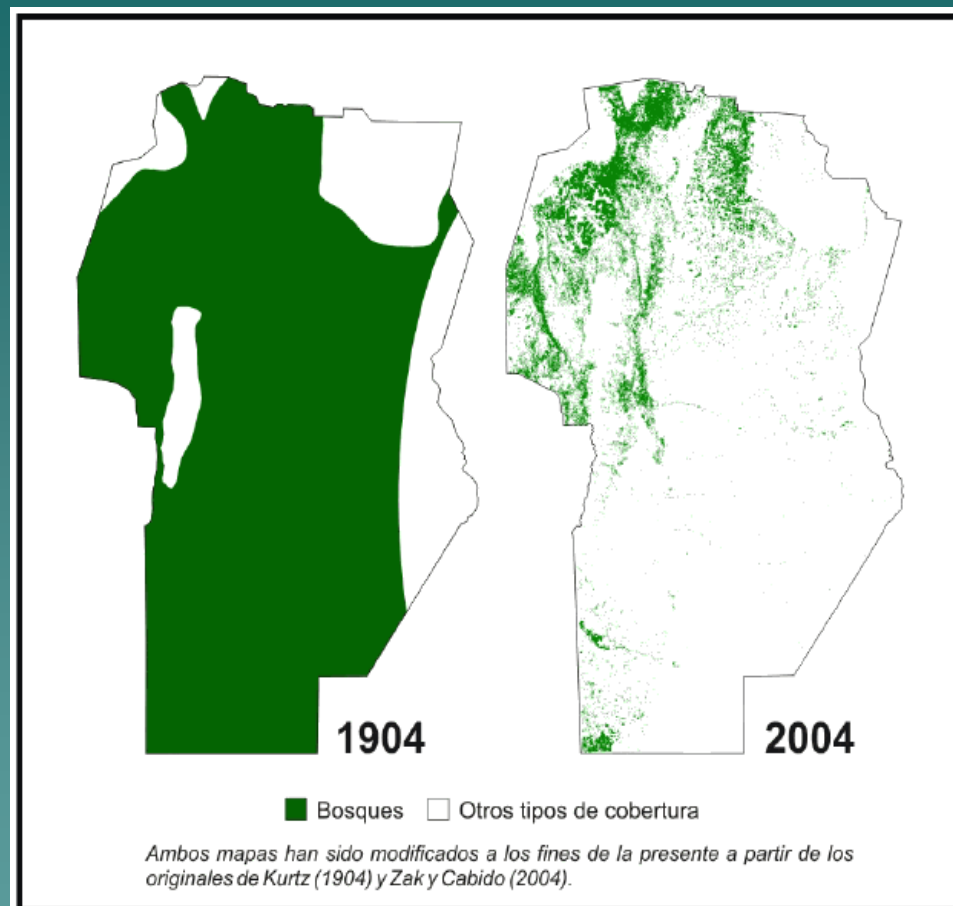 1904
2004
Bosques
Otros tipos de cobertura
Ambos mapas han sido modificados a los fines de la presente a partir de los
originales de Kurtz (1904) y Zak y Cabido (2004).